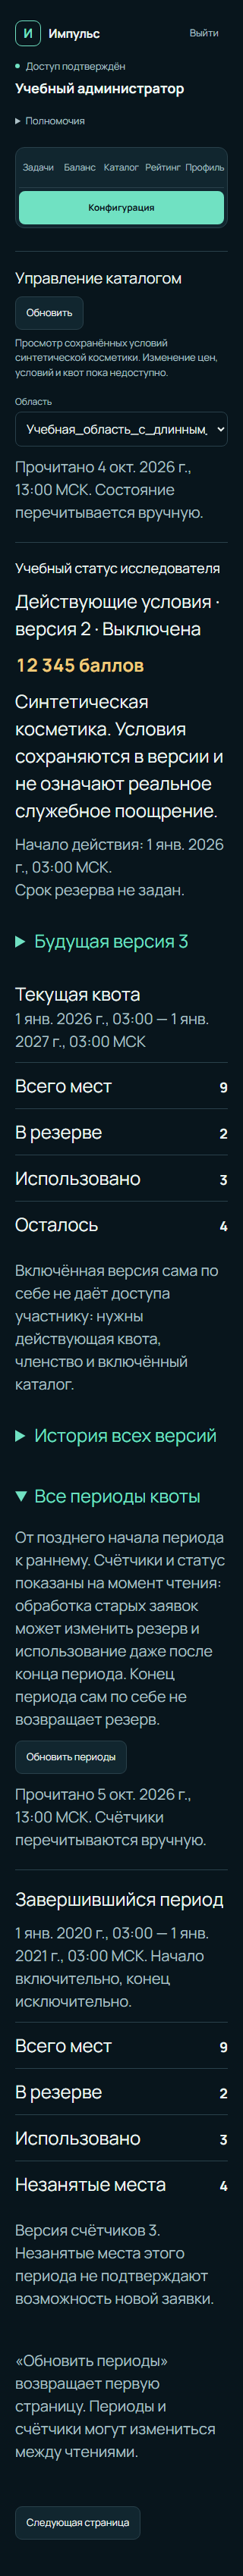 И Импульс Выйти
Доступ подтверждён
Учебный администратор
Полномочия
Задачи Баланс Каталог Рейтинг Профиль
Конфигурация
Управление каталогом
Обновить
Просмотр сохранённых условий
синтетической косметики. Изменение цен,
условий и квот пока недоступно.
Область
Учебная_область_с_длинным_
Прочитано 4 окт. 2026 г.,
13:00 МСК. Состояние
перечитывается вручную.
Учебный статус исследователя
Действующие условия ·
версия 2 · Выключена
12 345 баллов
Синтетическая
косметика. Условия
сохраняются в версии и
не означают реальное
служебное поощрение.
Начало действия: 1 янв. 2026
г., 03:00 МСК.
Срок резерва не задан.
Будущая версия 3
Текущая квота
1 янв. 2026 г., 03:00 — 1 янв.
2027 г., 03:00 МСК
Всего мест 9
В резерве 2
Использовано 3
Осталось 4
Включённая версия сама по
себе не даёт доступа
участнику: нужны
действующая квота,
членство и включённый
каталог.
История всех версий
Все периоды квоты
От позднего начала периода
к раннему. Счётчики и статус
показаны на момент чтения:
обработка старых заявок
может изменить резерв и
использование даже после
конца периода. Конец
периода сам по себе не
возвращает резерв.
Обновить периоды
Прочитано 5 окт. 2026 г.,
13:00 МСК. Счётчики
перечитываются вручную.
Завершившийся период
1 янв. 2020 г., 03:00 — 1 янв.
2021 г., 03:00 МСК. Начало
включительно, конец
исключительно.
Всего мест 9
В резерве 2
Использовано 3
Незанятые места 4
Версия счётчиков 3.
Незанятые места этого
периода не подтверждают
возможность новой заявки.
«Обновить периоды»
возвращает первую
страницу. Периоды и
счётчики могут измениться
между чтениями.
Следующая страница